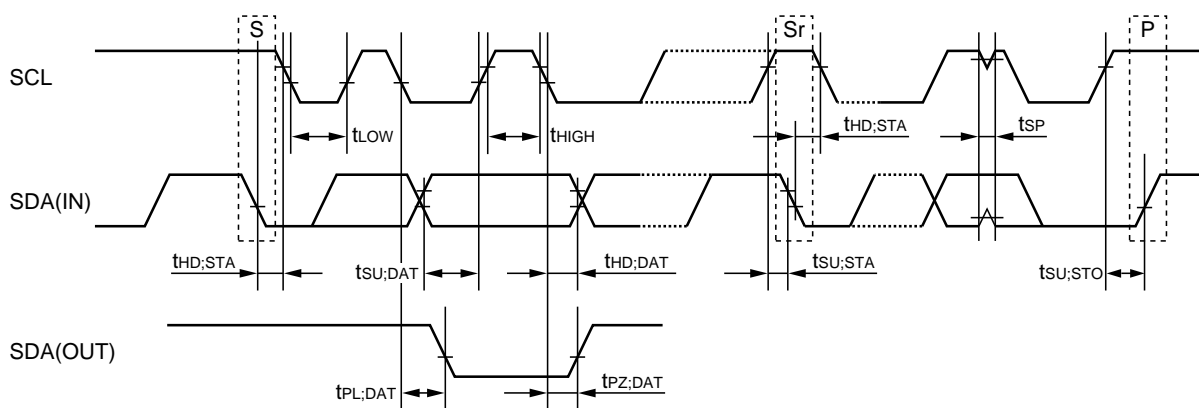 S Sr P
SCL
tLOW tHIGH tHD;STA tSP
SDA(IN)
tHD;STA tSU;DAT tHD;DAT tSU;STA tSU;STO
SDA(OUT)
tPL;DAT tPZ;DAT